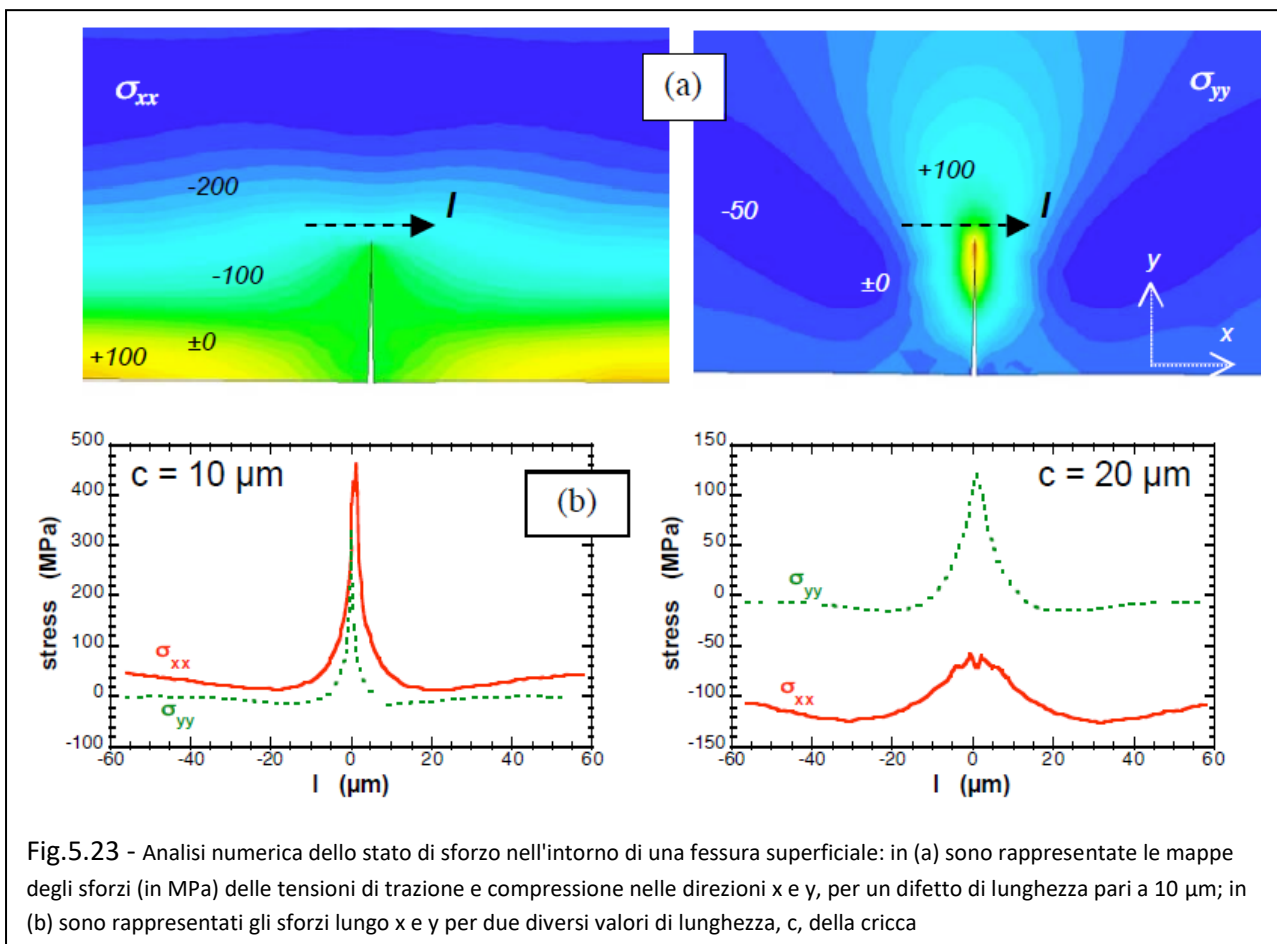 σxx
(a)
σyy
-200
l
-100
±0
+100
+100
-50
l
±0
y
x
500
400
300
200
100
0
-100
stress (MPa)
c = 10 µm
σxx
σyy
-60 -40 -20 0 20 40 60
l (µm)
(b)
150
100
50
0
-50
-100
-150
stress (MPa)
c = 20 µm
σyy
σxx
-60 -40 -20 0 20 40 60
l (µm)
Fig.5.23 - Analisi numerica dello stato di sforzo nell'intorno di una fessura superficiale: in (a) sono rappresentate le mappe
degli sforzi (in MPa) delle tensioni di trazione e compressione nelle direzioni x e y, per un difetto di lunghezza pari a 10 µm; in
(b) sono rappresentati gli sforzi lungo x e y per due diversi valori di lunghezza, c, della cricca